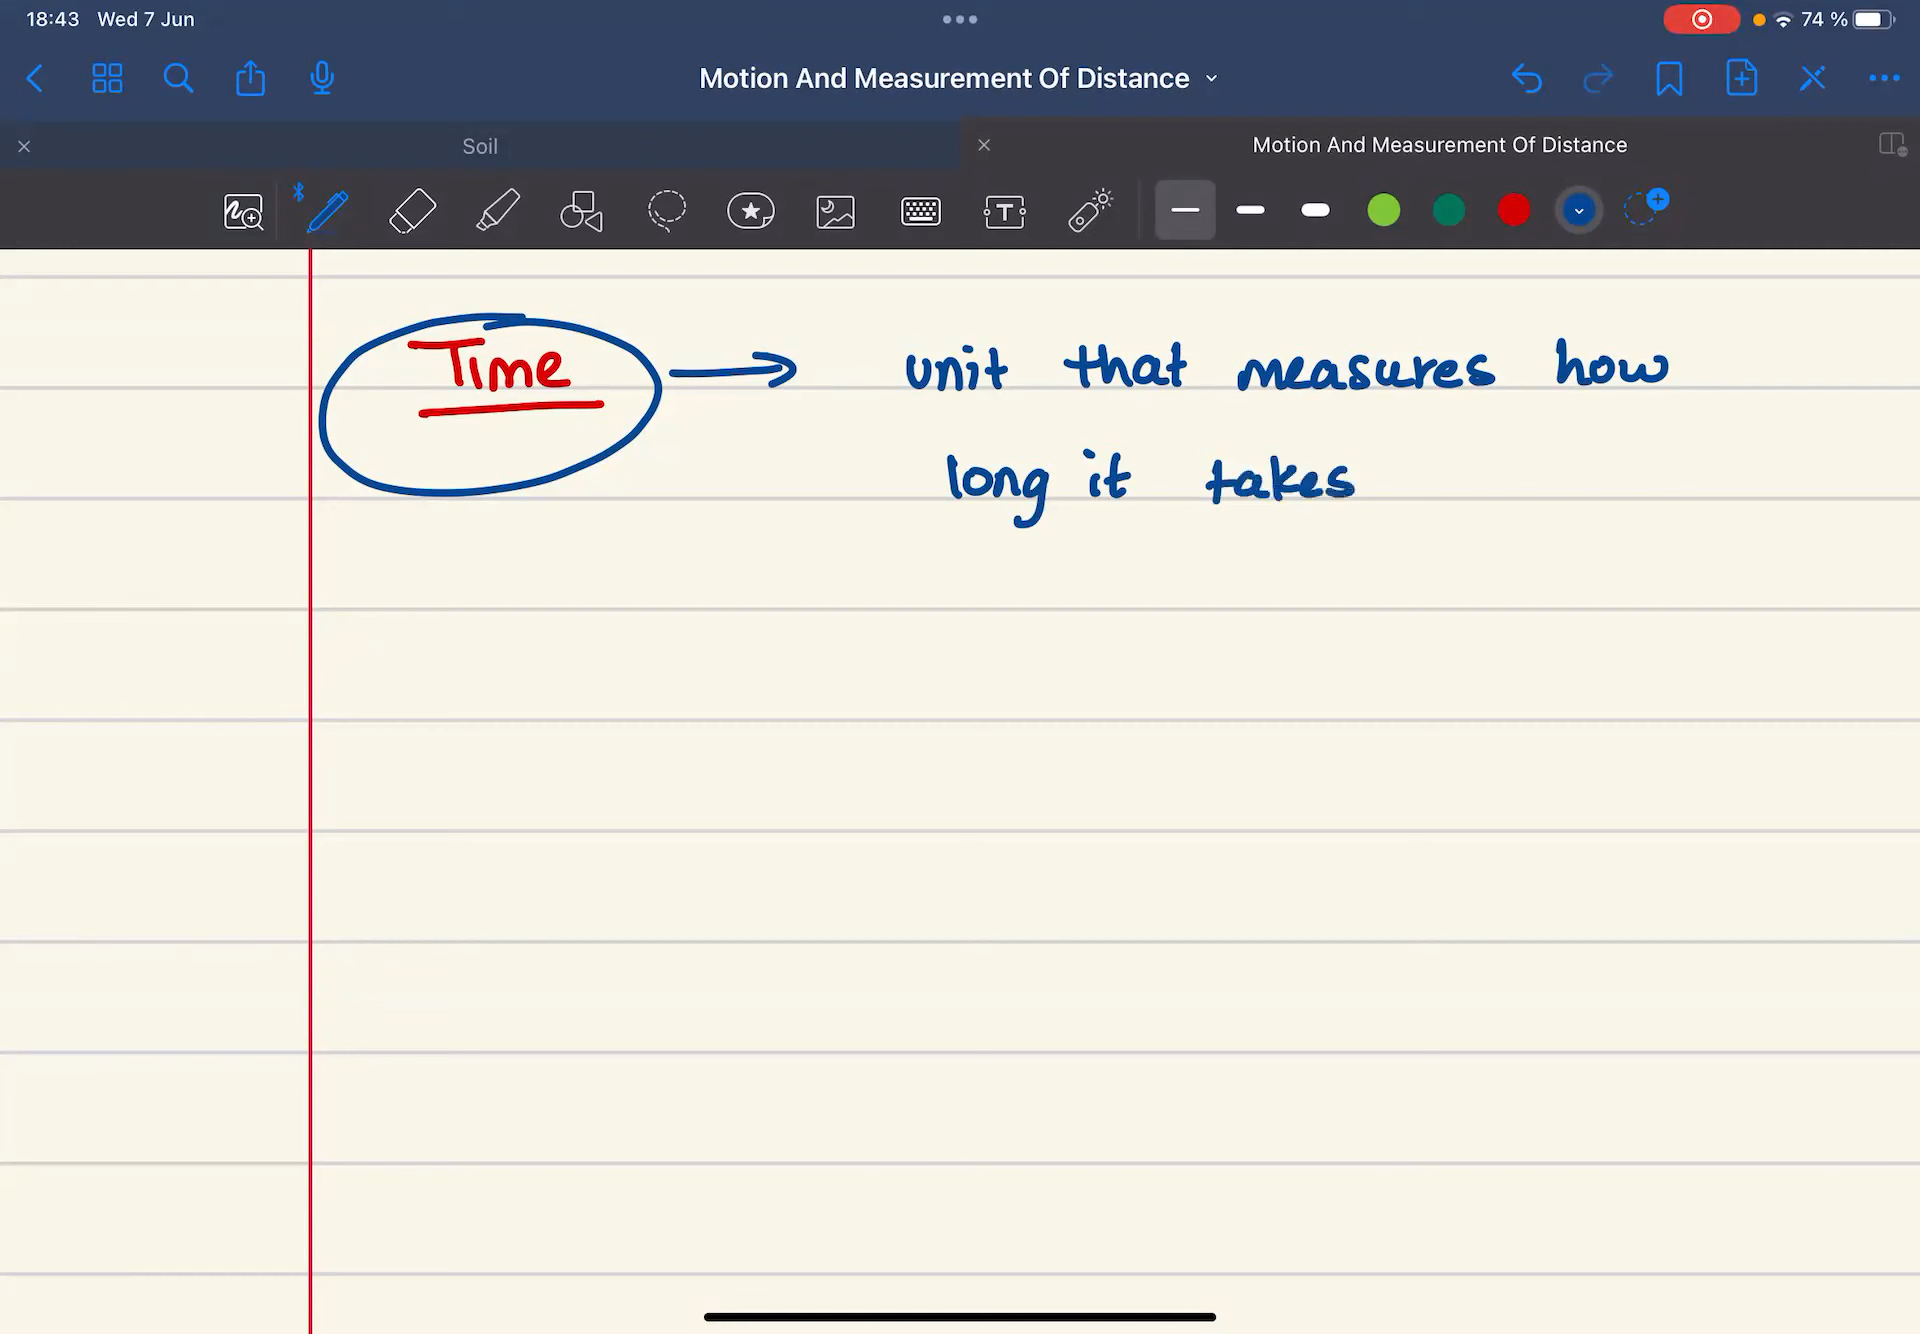 18:43 Wed 7 Jun
74 %
Motion And Measurement Of Distance
Soil
Motion And Measurement Of Distance
T
Time → unit that measures how
long it takes